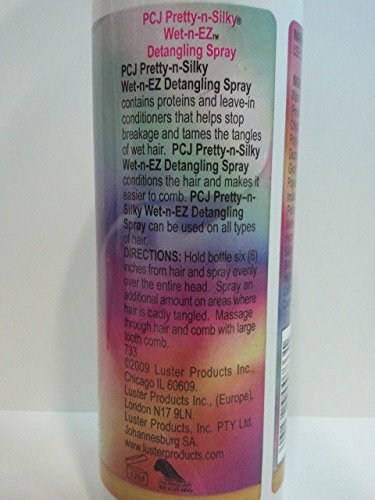 PCJ Pretty-n-Silky®
Wet-n-EZ™
Detangling Spray
PCJ Pretty-n-Silky
Wet-n-EZ Detangling Spray
contains proteins and leave-in
conditioners that helps stop
breakage and tames the tangles
of wet hair. PCJ Pretty-n-Silky
Wet-n-EZ Detangling Spray
conditions the hair and makes it
easier to comb. PCJ Pretty-n-
Silky Wet-n-EZ Detangling
Spray can be used on all types
of hair.
DIRECTIONS: Hold bottle six (6)
inches from hair and spray evenly
over the entire head. Spray an
additional amount on areas where
hair is badly tangled. Massage
through hair and comb with large
tooth comb.
733
©2009 Luster Products Inc.,
Chicago IL 60609.
Luster Products Inc., (Europe),
London N17 9LN.
Luster Products, Inc. PTY Ltd.
Johannesburg SA.
www.lusterproducts.com
12M